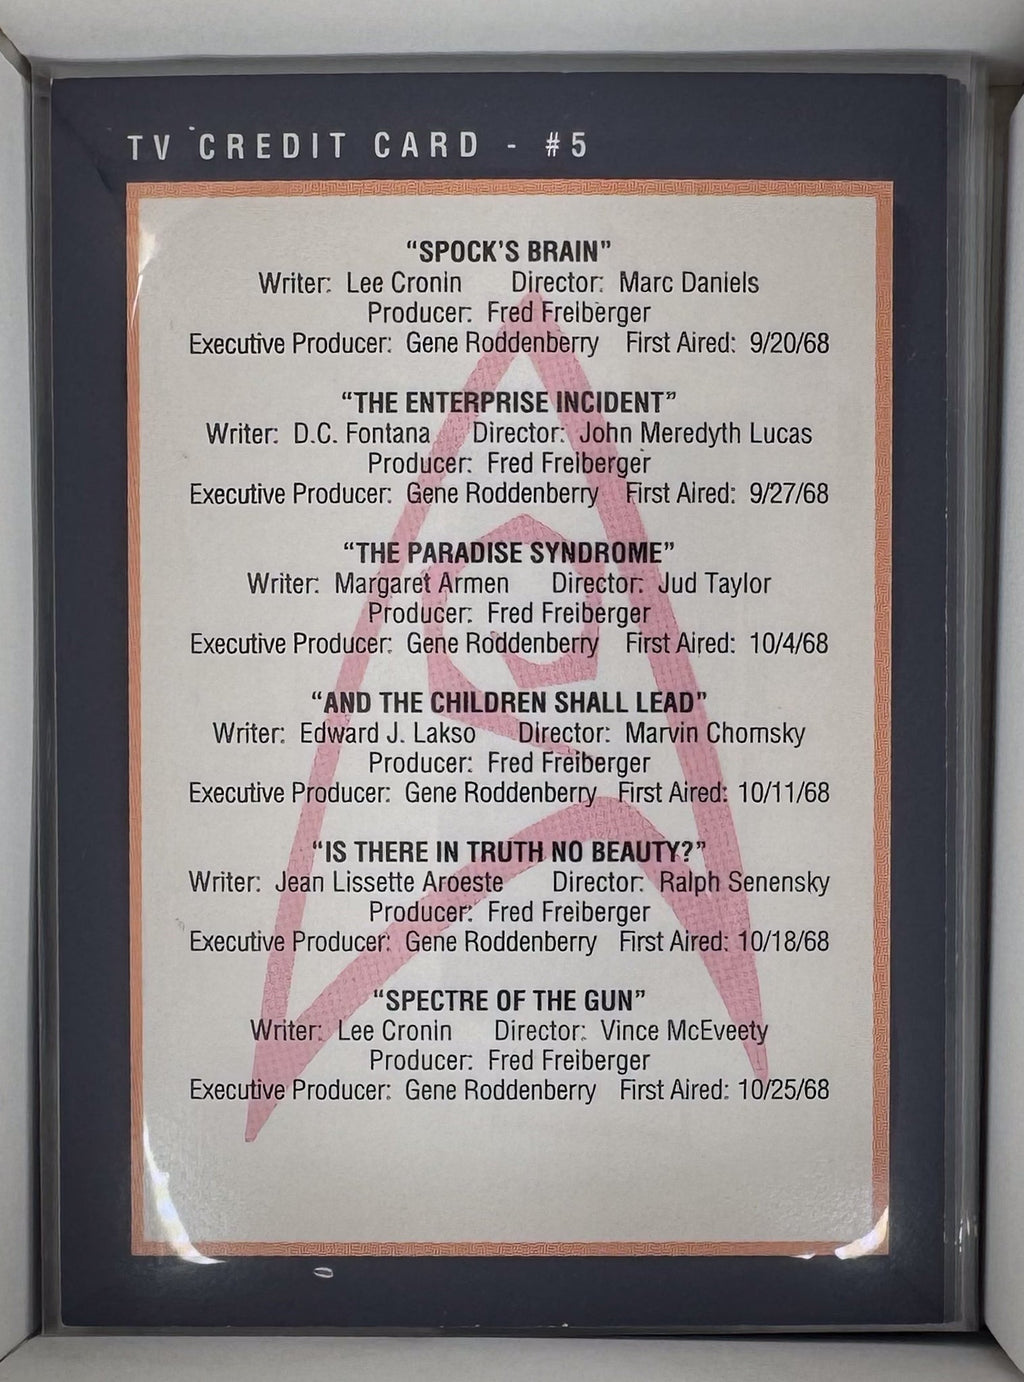 TV CREDIT CARD - #5
“SPOCK’S BRAIN”
Writer: Lee Cronin Director: Marc Daniels
Producer: Fred Freiberger
Executive Producer: Gene Roddenberry First Aired: 9/20/68
“THE ENTERPRISE INCIDENT”
Writer: D.C. Fontana Director: John Meredyth Lucas
Producer: Fred Freiberger
Executive Producer: Gene Roddenberry First Aired: 9/27/68
“THE PARADISE SYNDROME”
Writer: Margaret Armen Director: Jud Taylor
Producer: Fred Freiberger
Executive Producer: Gene Roddenberry First Aired: 10/4/68
“AND THE CHILDREN SHALL LEAD”
Writer: Edward J. Lakso Director: Marvin Chomsky
Producer: Fred Freiberger
Executive Producer: Gene Roddenberry First Aired: 10/11/68
“IS THERE IN TRUTH NO BEAUTY?”
Writer: Jean Lissette Aroeste Director: Ralph Senensky
Producer: Fred Freiberger
Executive Producer: Gene Roddenberry First Aired: 10/18/68
“SPECTRE OF THE GUN”
Writer: Lee Cronin Director: Vince McEveety
Producer: Fred Freiberger
Executive Producer: Gene Roddenberry First Aired: 10/25/68